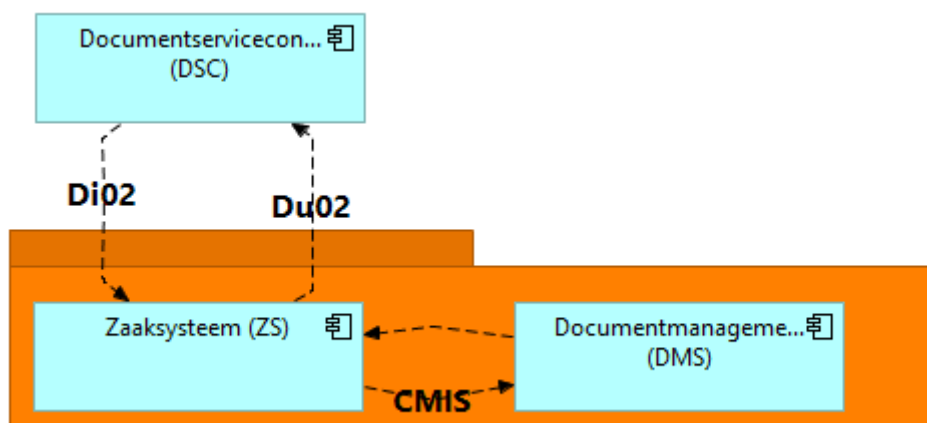 Documentservicecon...
(DSC)
Di02
Du02
Zaaksysteem (ZS)
Documentmanageme...
(DMS)
CMIS